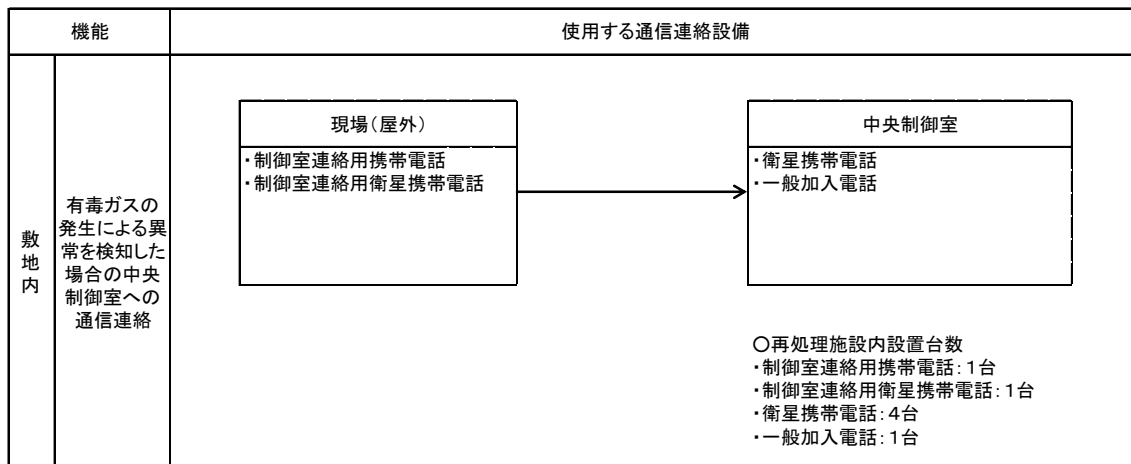 機能
使用する通信連絡設備
敷地内
有毒ガスの
発生による異
常を検知した
場合の中央
制御室への
通信連絡
現場(屋外)
・制御室連絡用携帯電話
・制御室連絡用衛星携帯電話
中央制御室
・衛星携帯電話
・一般加入電話
○再処理施設内設置台数
・制御室連絡用携帯電話:1台
・制御室連絡用衛星携帯電話:1台
・衛星携帯電話:4台
・一般加入電話:1台